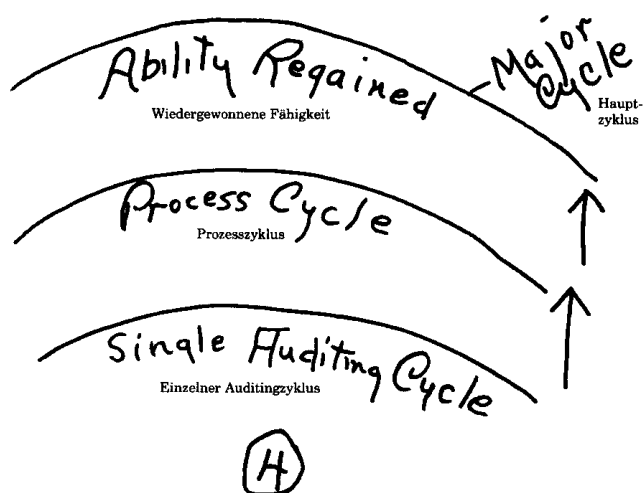 Ability Regained
Wiedergewonnene Fähigkeit
Major
Cycle
Haupt-
zyklus
Process Cycle
Prozesszyklus
Single Auditing Cycle
Einzelner Auditingzyklus
H